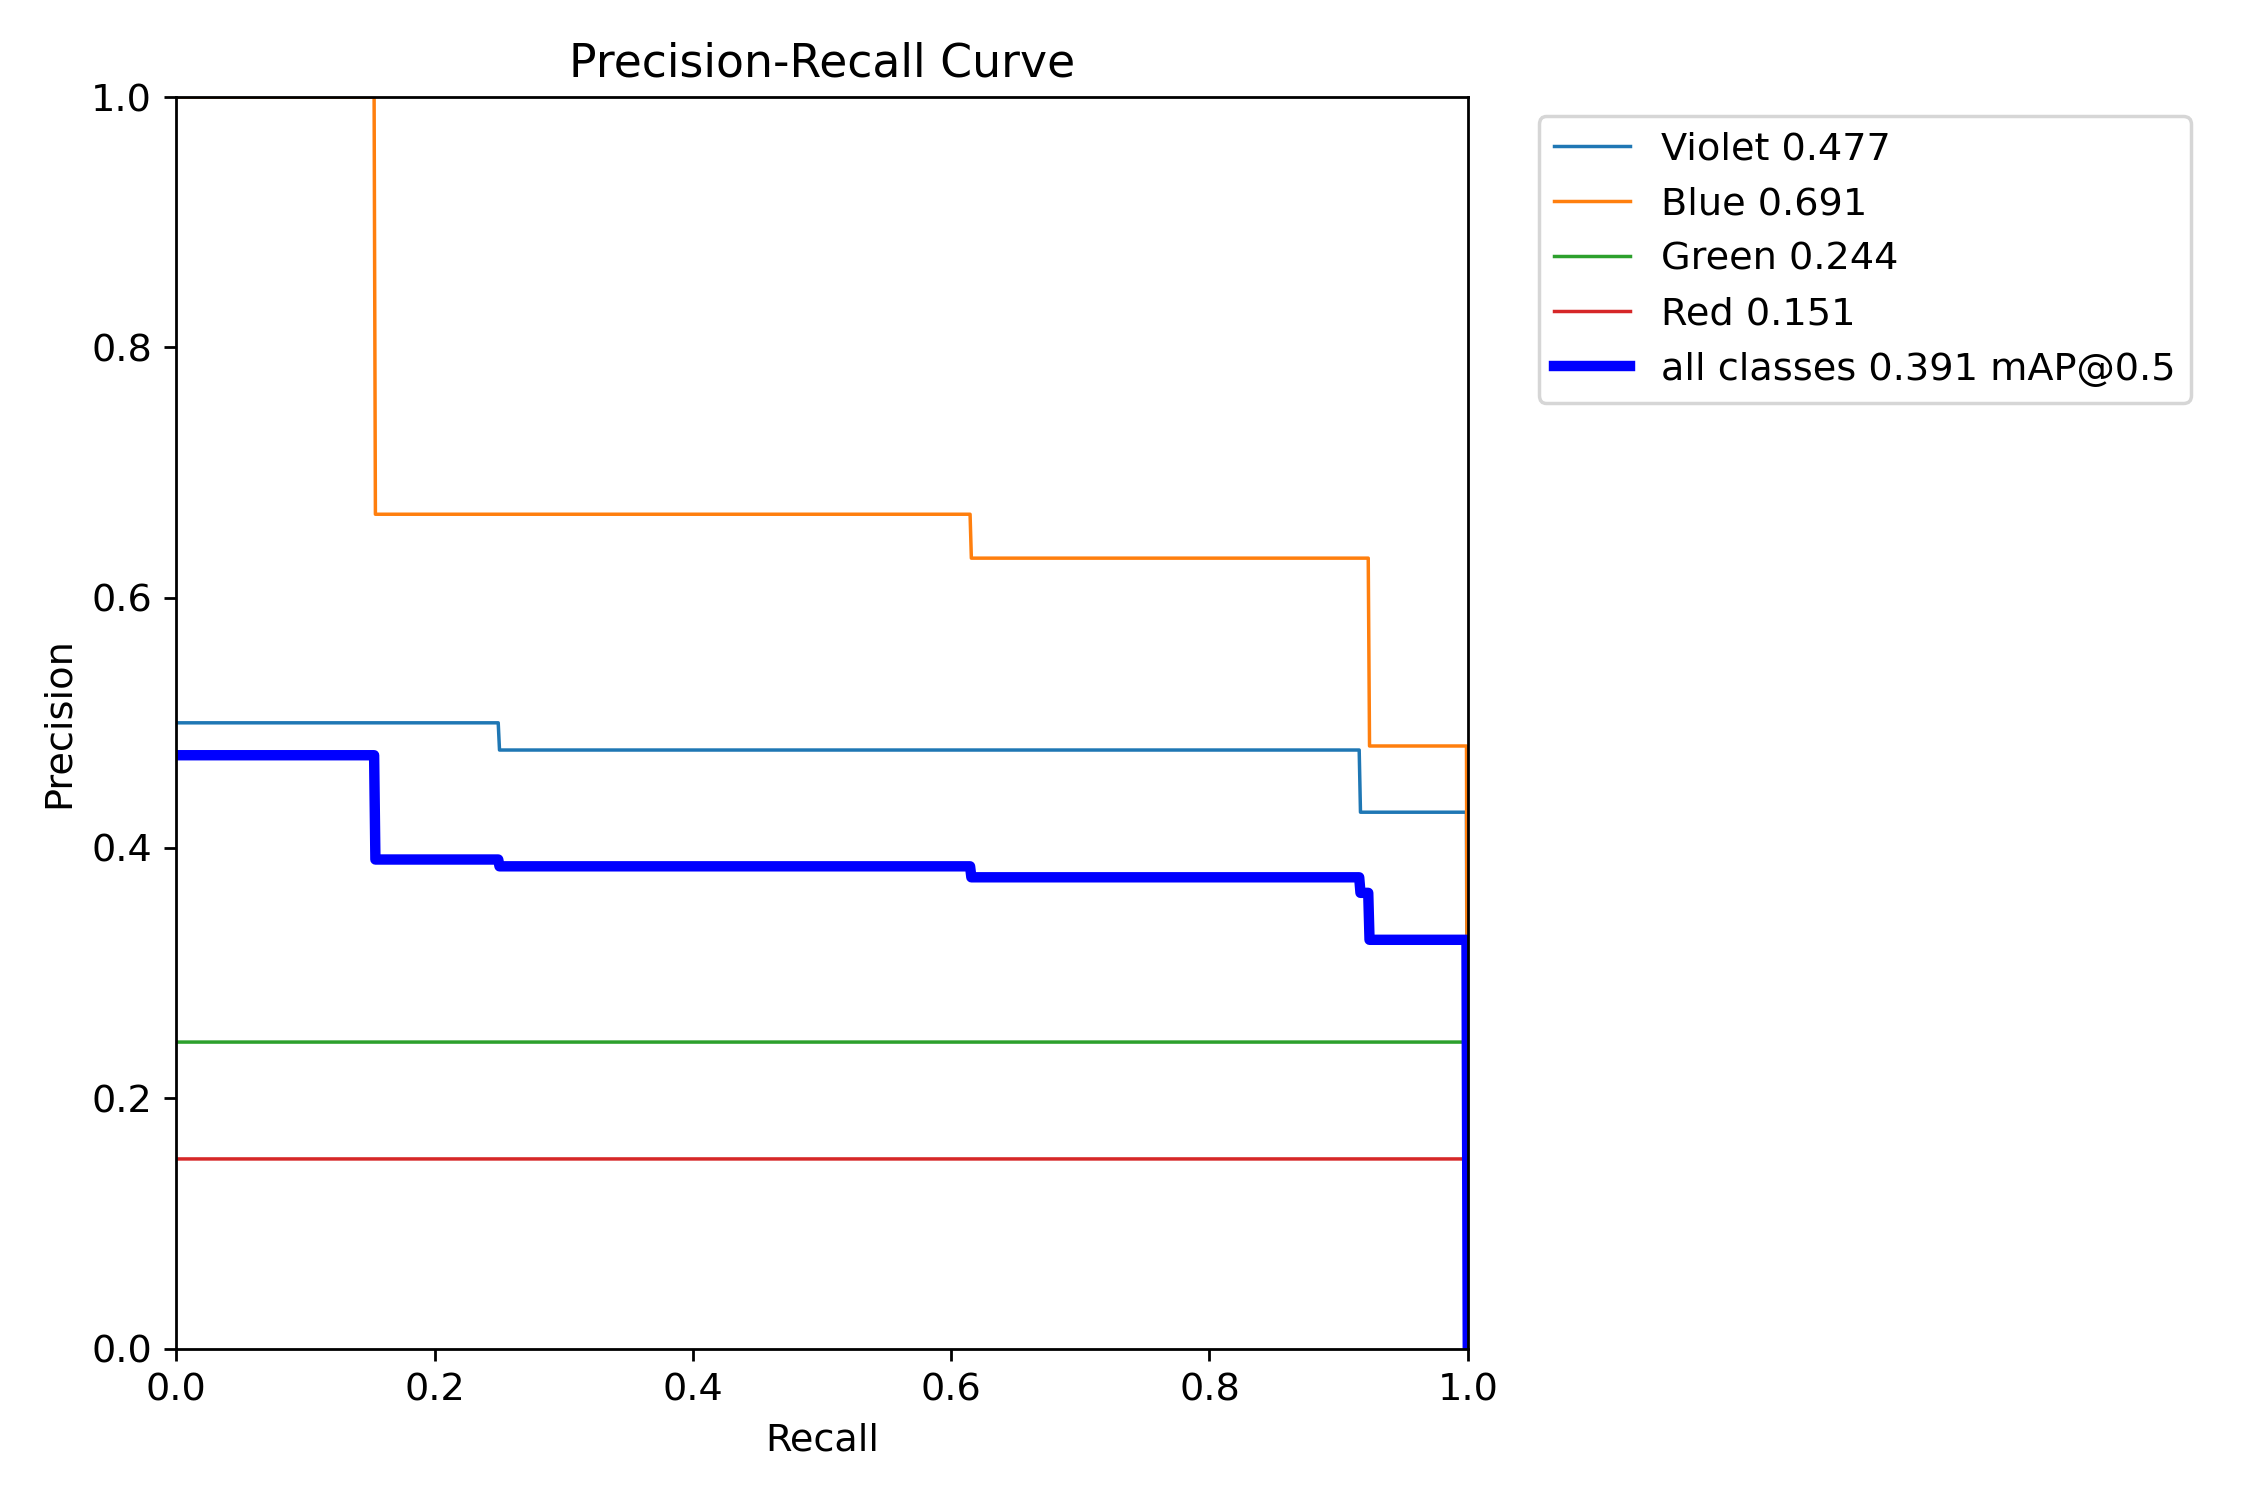 Precision-Recall Curve
1.0
0.8
0.6
0.4
0.2
0.0
Precision
0.0 0.2 0.4 0.6 0.8 1.0
Recall
Violet 0.477
Blue 0.691
Green 0.244
Red 0.151
all classes 0.391 mAP@0.5